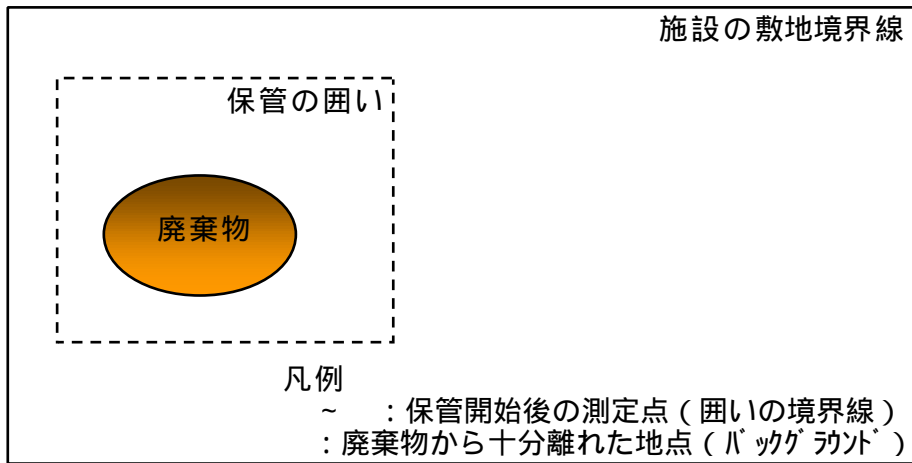 施設の敷地境界線
保管の囲い
廃棄物
凡例
~ :保管開始後の測定点(囲いの境界線)
:廃棄物から十分離れた地点(バックグラウンド)